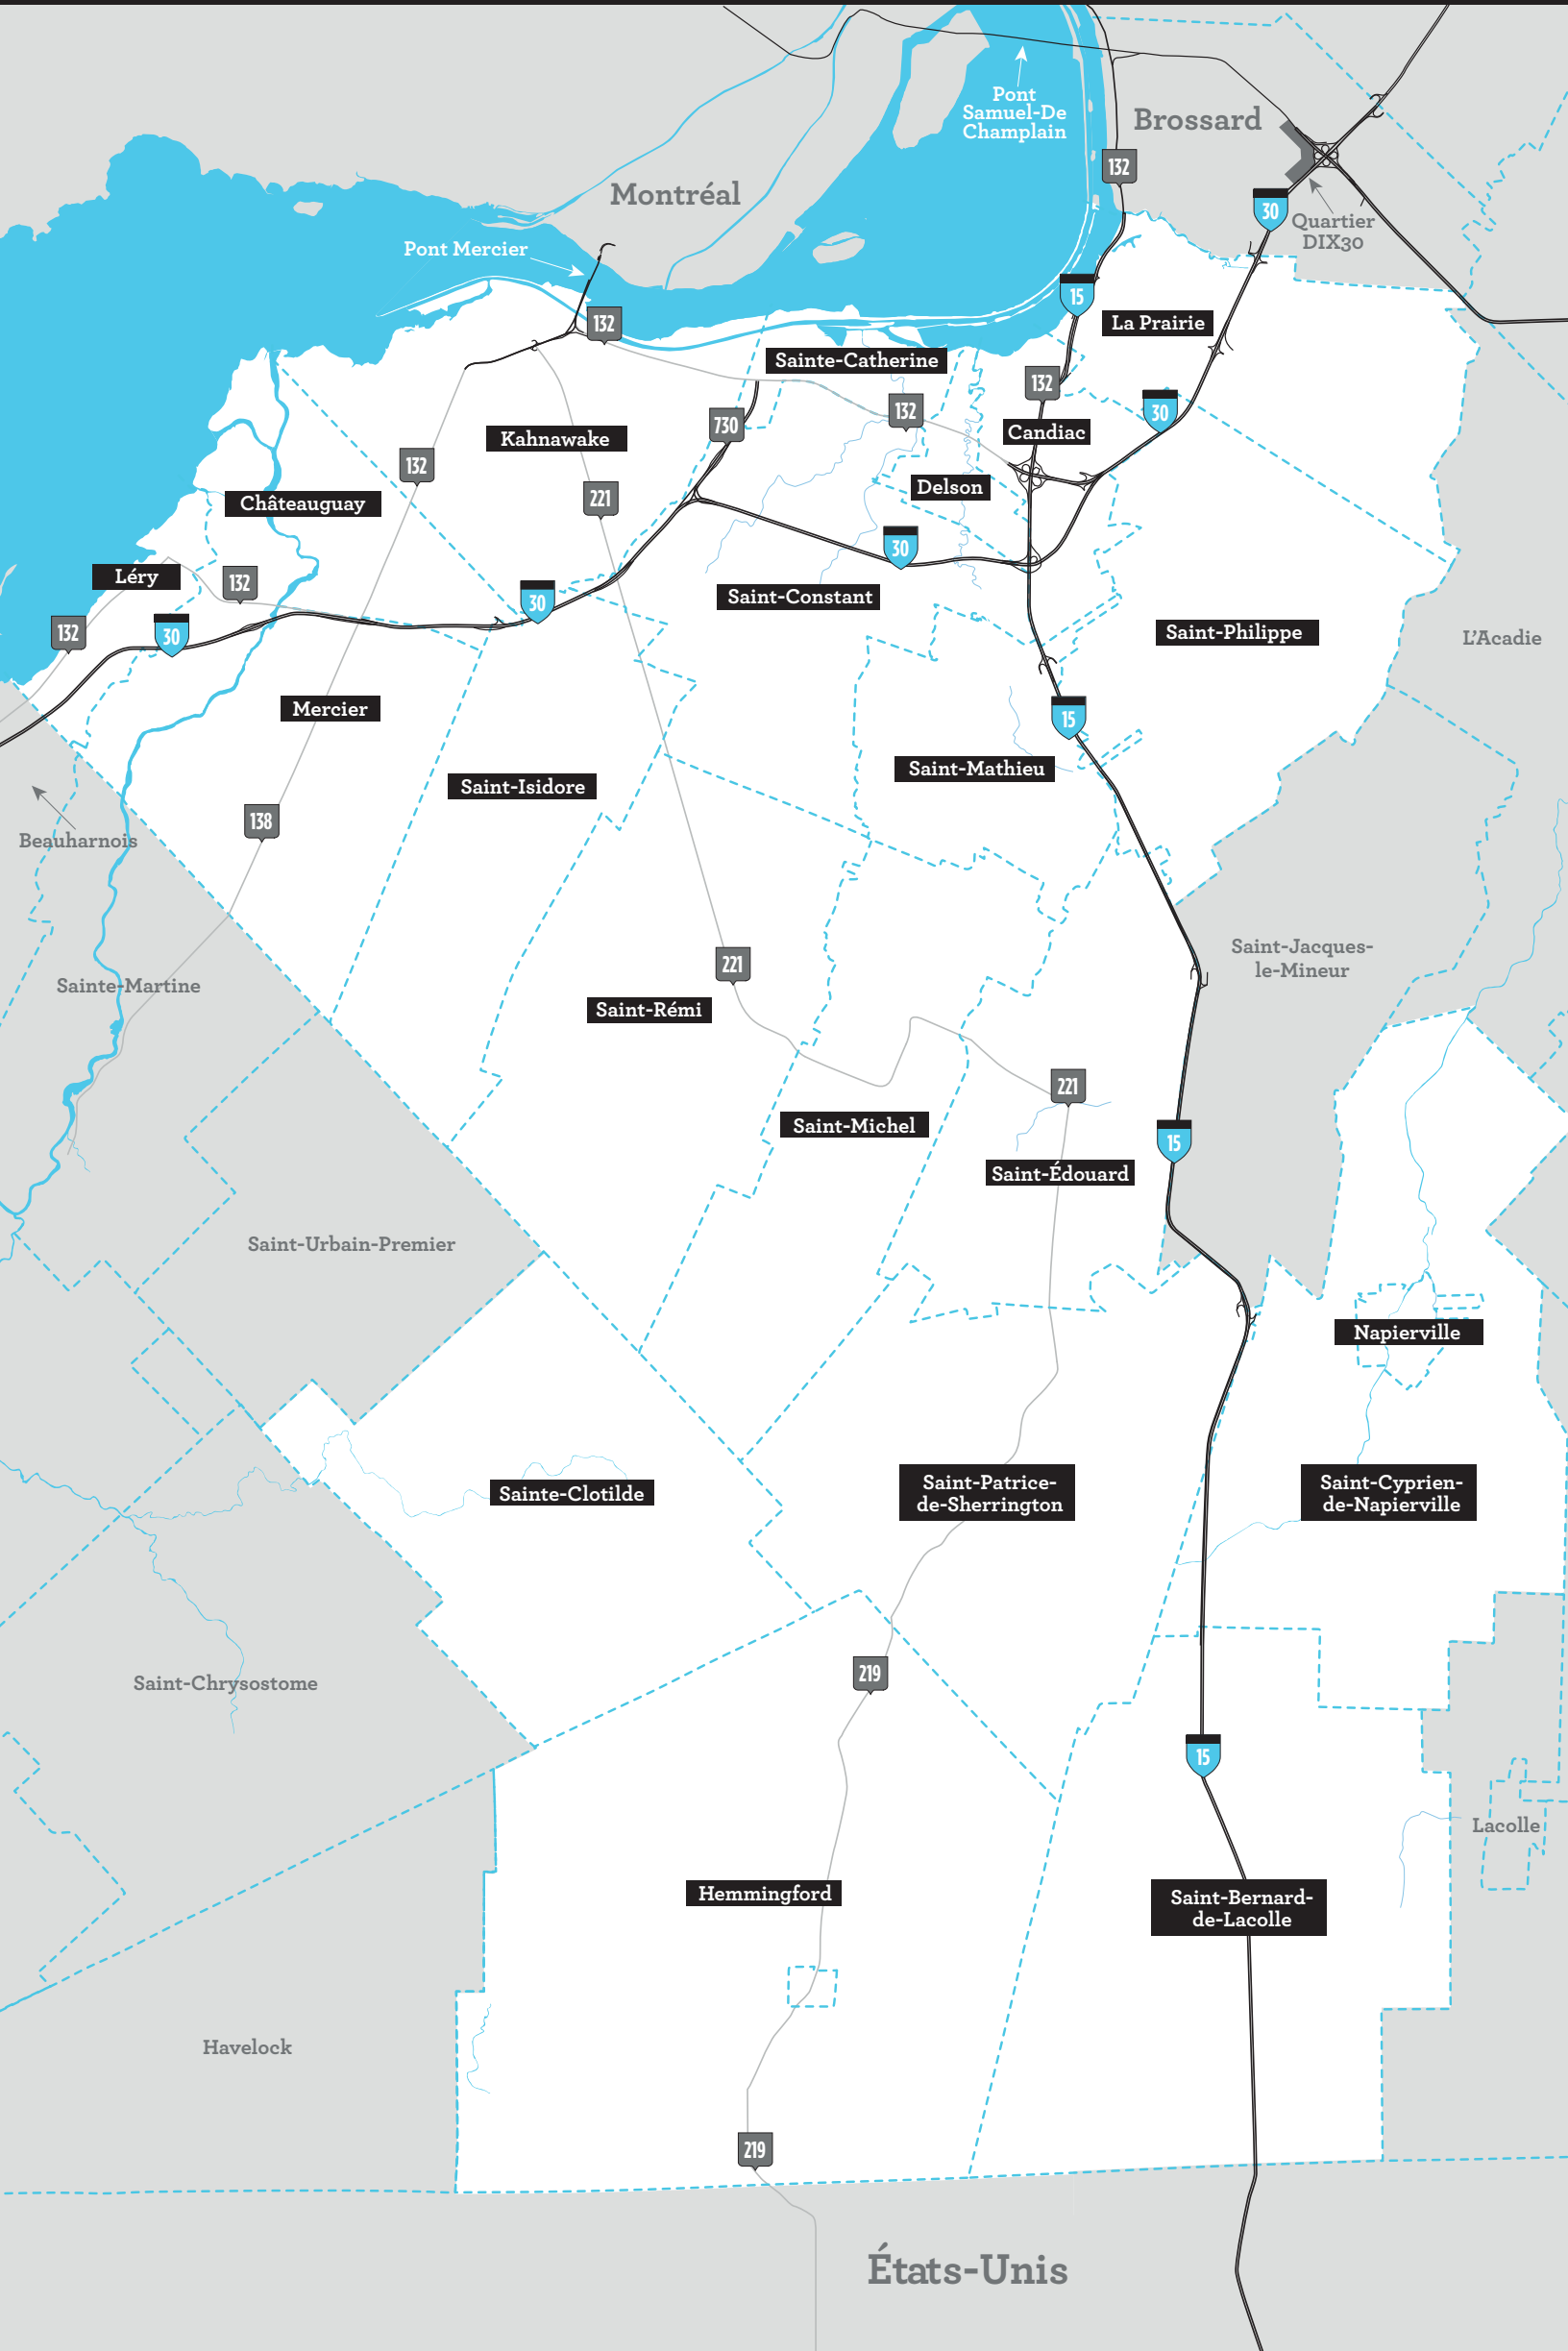 Pont
Samuel-De
Champlain
Brossard
132
Montréal
30
Quartier
DIX30
Pont Mercier
15
132
La Prairie
Sainte-Catherine
132
132
30
730
Candiac
Kahnawake
132
Delson
221
Châteauguay
30
Léry
132
30
Saint-Constant
132
30
Saint-Philippe
L'Acadie
Mercier
15
Saint-Mathieu
Saint-Isidore
138
Beauharnois
Saint-Jacques-
le-Mineur
221
Sainte-Martine
Saint-Rémi
221
Saint-Michel
15
Saint-Édouard
Saint-Urbain-Premier
Napierville
Saint-Patrice-
de-Sherrington
Saint-Cyprien-
de-Napierville
Sainte-Clotilde
219
Saint-Chrysostome
15
Lacolle
Hemmingford
Saint-Bernard-
de-Lacolle
Havelock
219
États-Unis